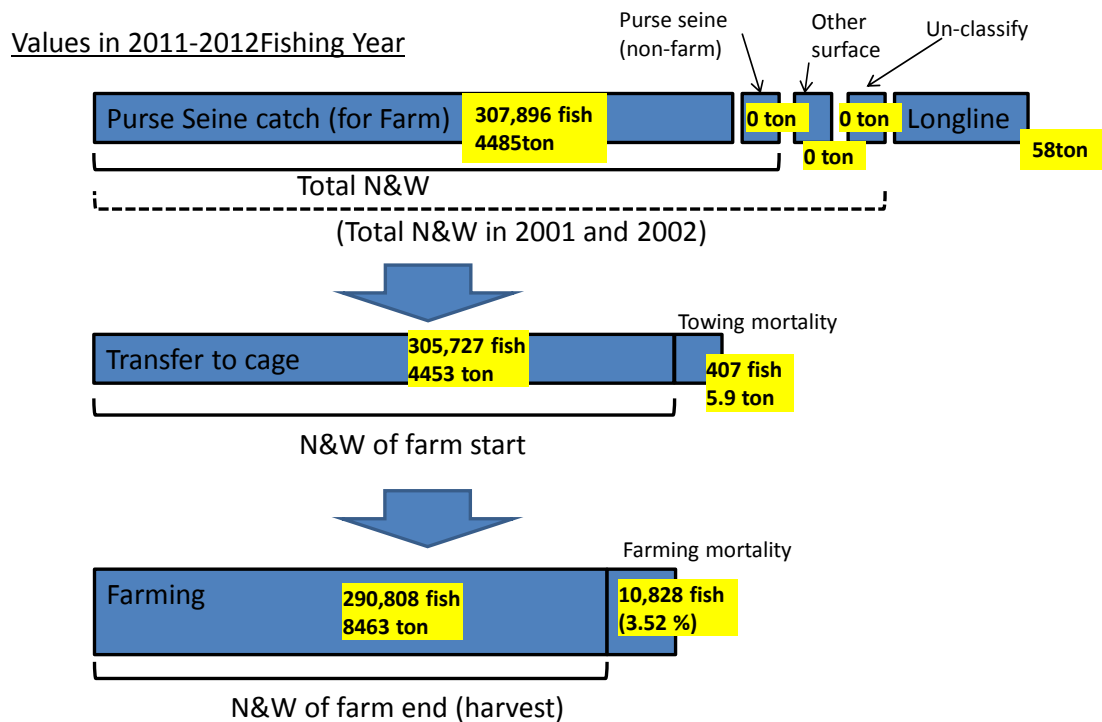 Values in 2011-2012Fishing Year
Purse seine
(non-farm)
Other
surface
Un-classify
Purse Seine catch (for Farm)
307,896 fish
4485ton
0 ton
0 ton
0 ton
Longline
58ton
Total N&W
(Total N&W in 2001 and 2002)
Towing mortality
Transfer to cage
305,727 fish
4453 ton
407 fish
5.9 ton
N&W of farm start
Farming mortality
Farming
290,808 fish
8463 ton
10,828 fish
(3.52 %)
N&W of farm end (harvest)